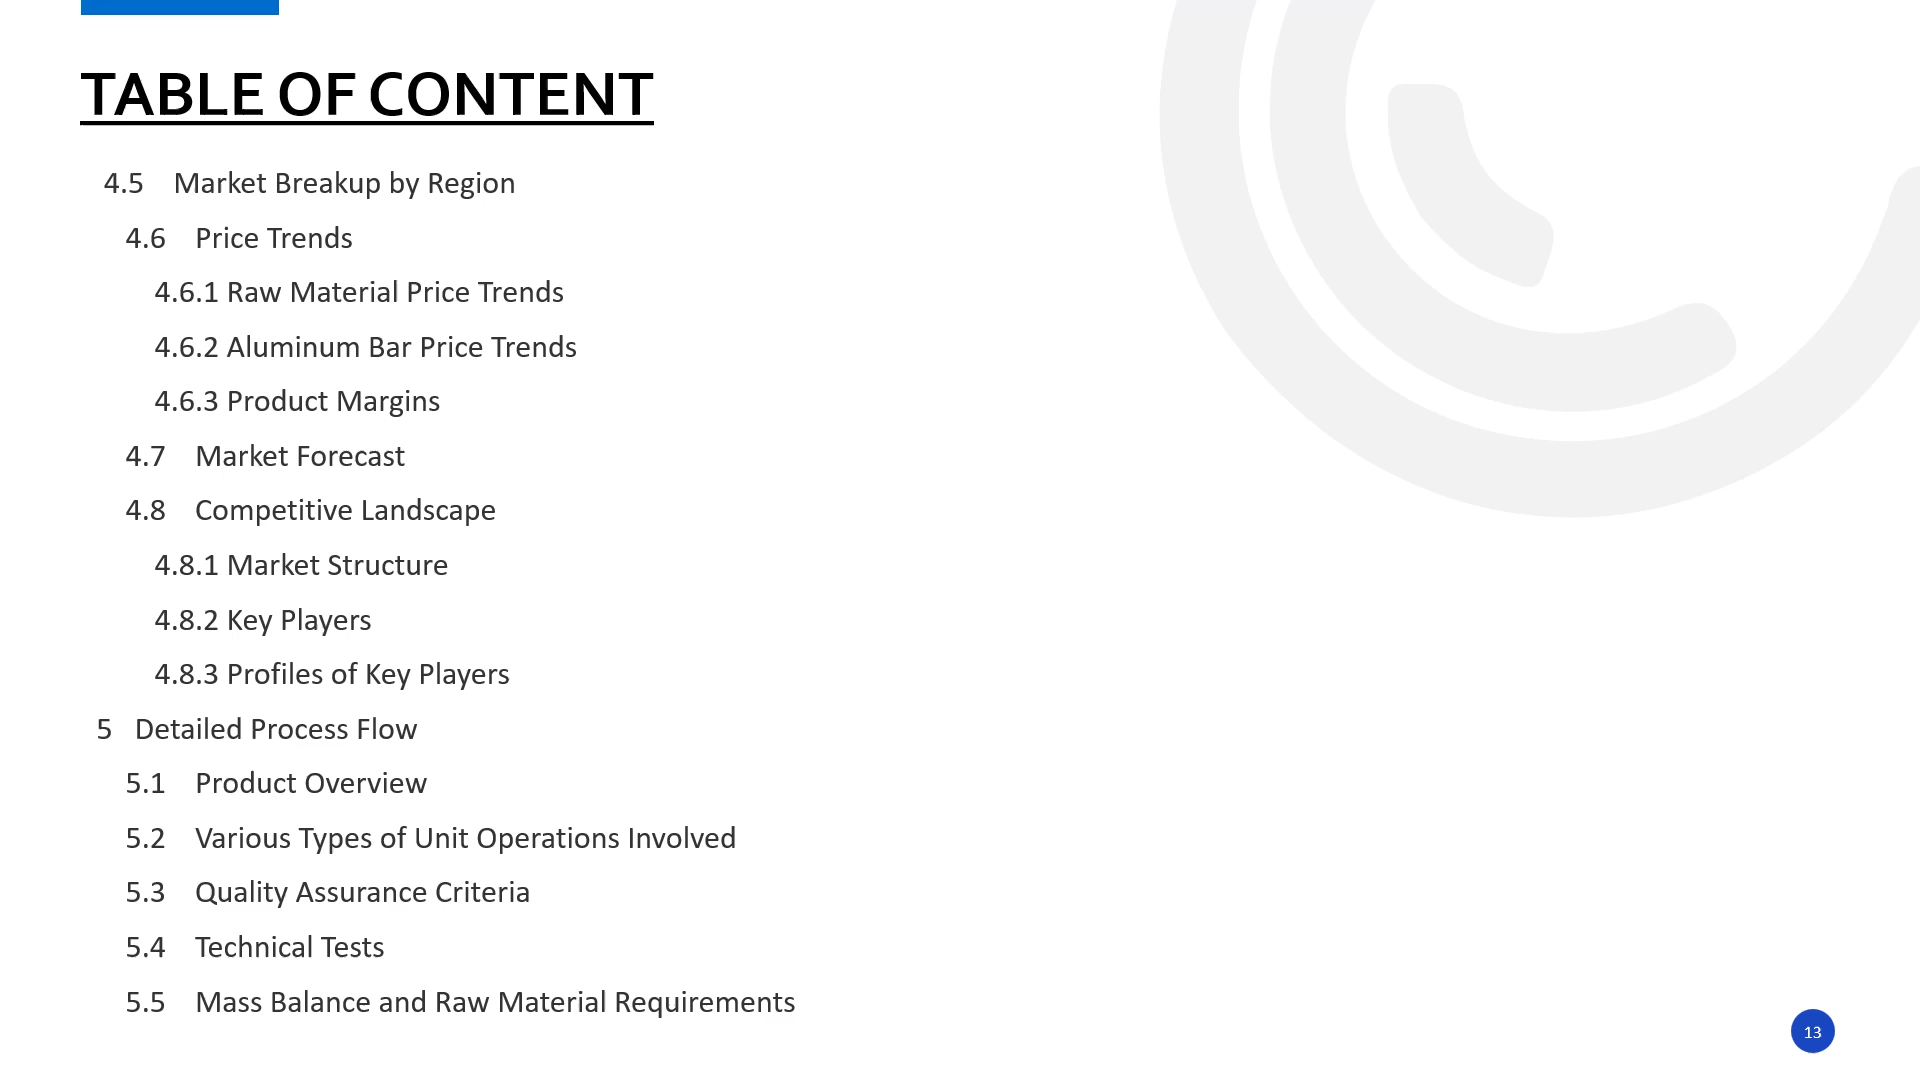 TABLE OF CONTENT
4.5 Market Breakup by Region
4.6 Price Trends
4.6.1 Raw Material Price Trends
4.6.2 Aluminum Bar Price Trends
4.6.3 Product Margins
4.7 Market Forecast
4.8 Competitive Landscape
4.8.1 Market Structure
4.8.2 Key Players
4.8.3 Profiles of Key Players
5 Detailed Process Flow
5.1 Product Overview
5.2 Various Types of Unit Operations Involved
5.3 Quality Assurance Criteria
5.4 Technical Tests
5.5 Mass Balance and Raw Material Requirements
13